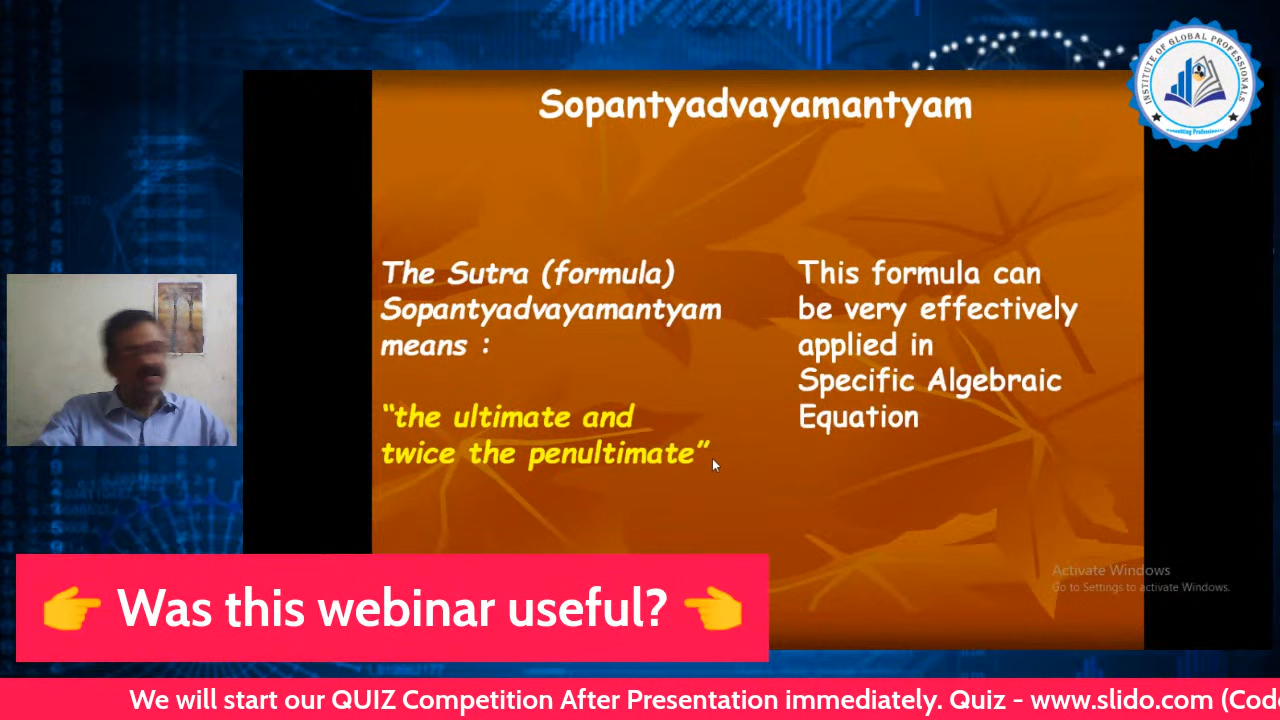 INSTITUTE OF GLOBAL PROFESSIONALS
Sopantyadvayamantyam
The Sutra (formula)
Sopantyadvayamantyam
means :
"the ultimate and
twice the penultimate"
This formula can
be very effectively
applied in
Specific Algebraic
Equation
Activate Windows
Go to Settings to activate Windows.
👉 Was this webinar useful? 👈
We will start our QUIZ Competition After Presentation immediately. Quiz - www.slido.com (Cod